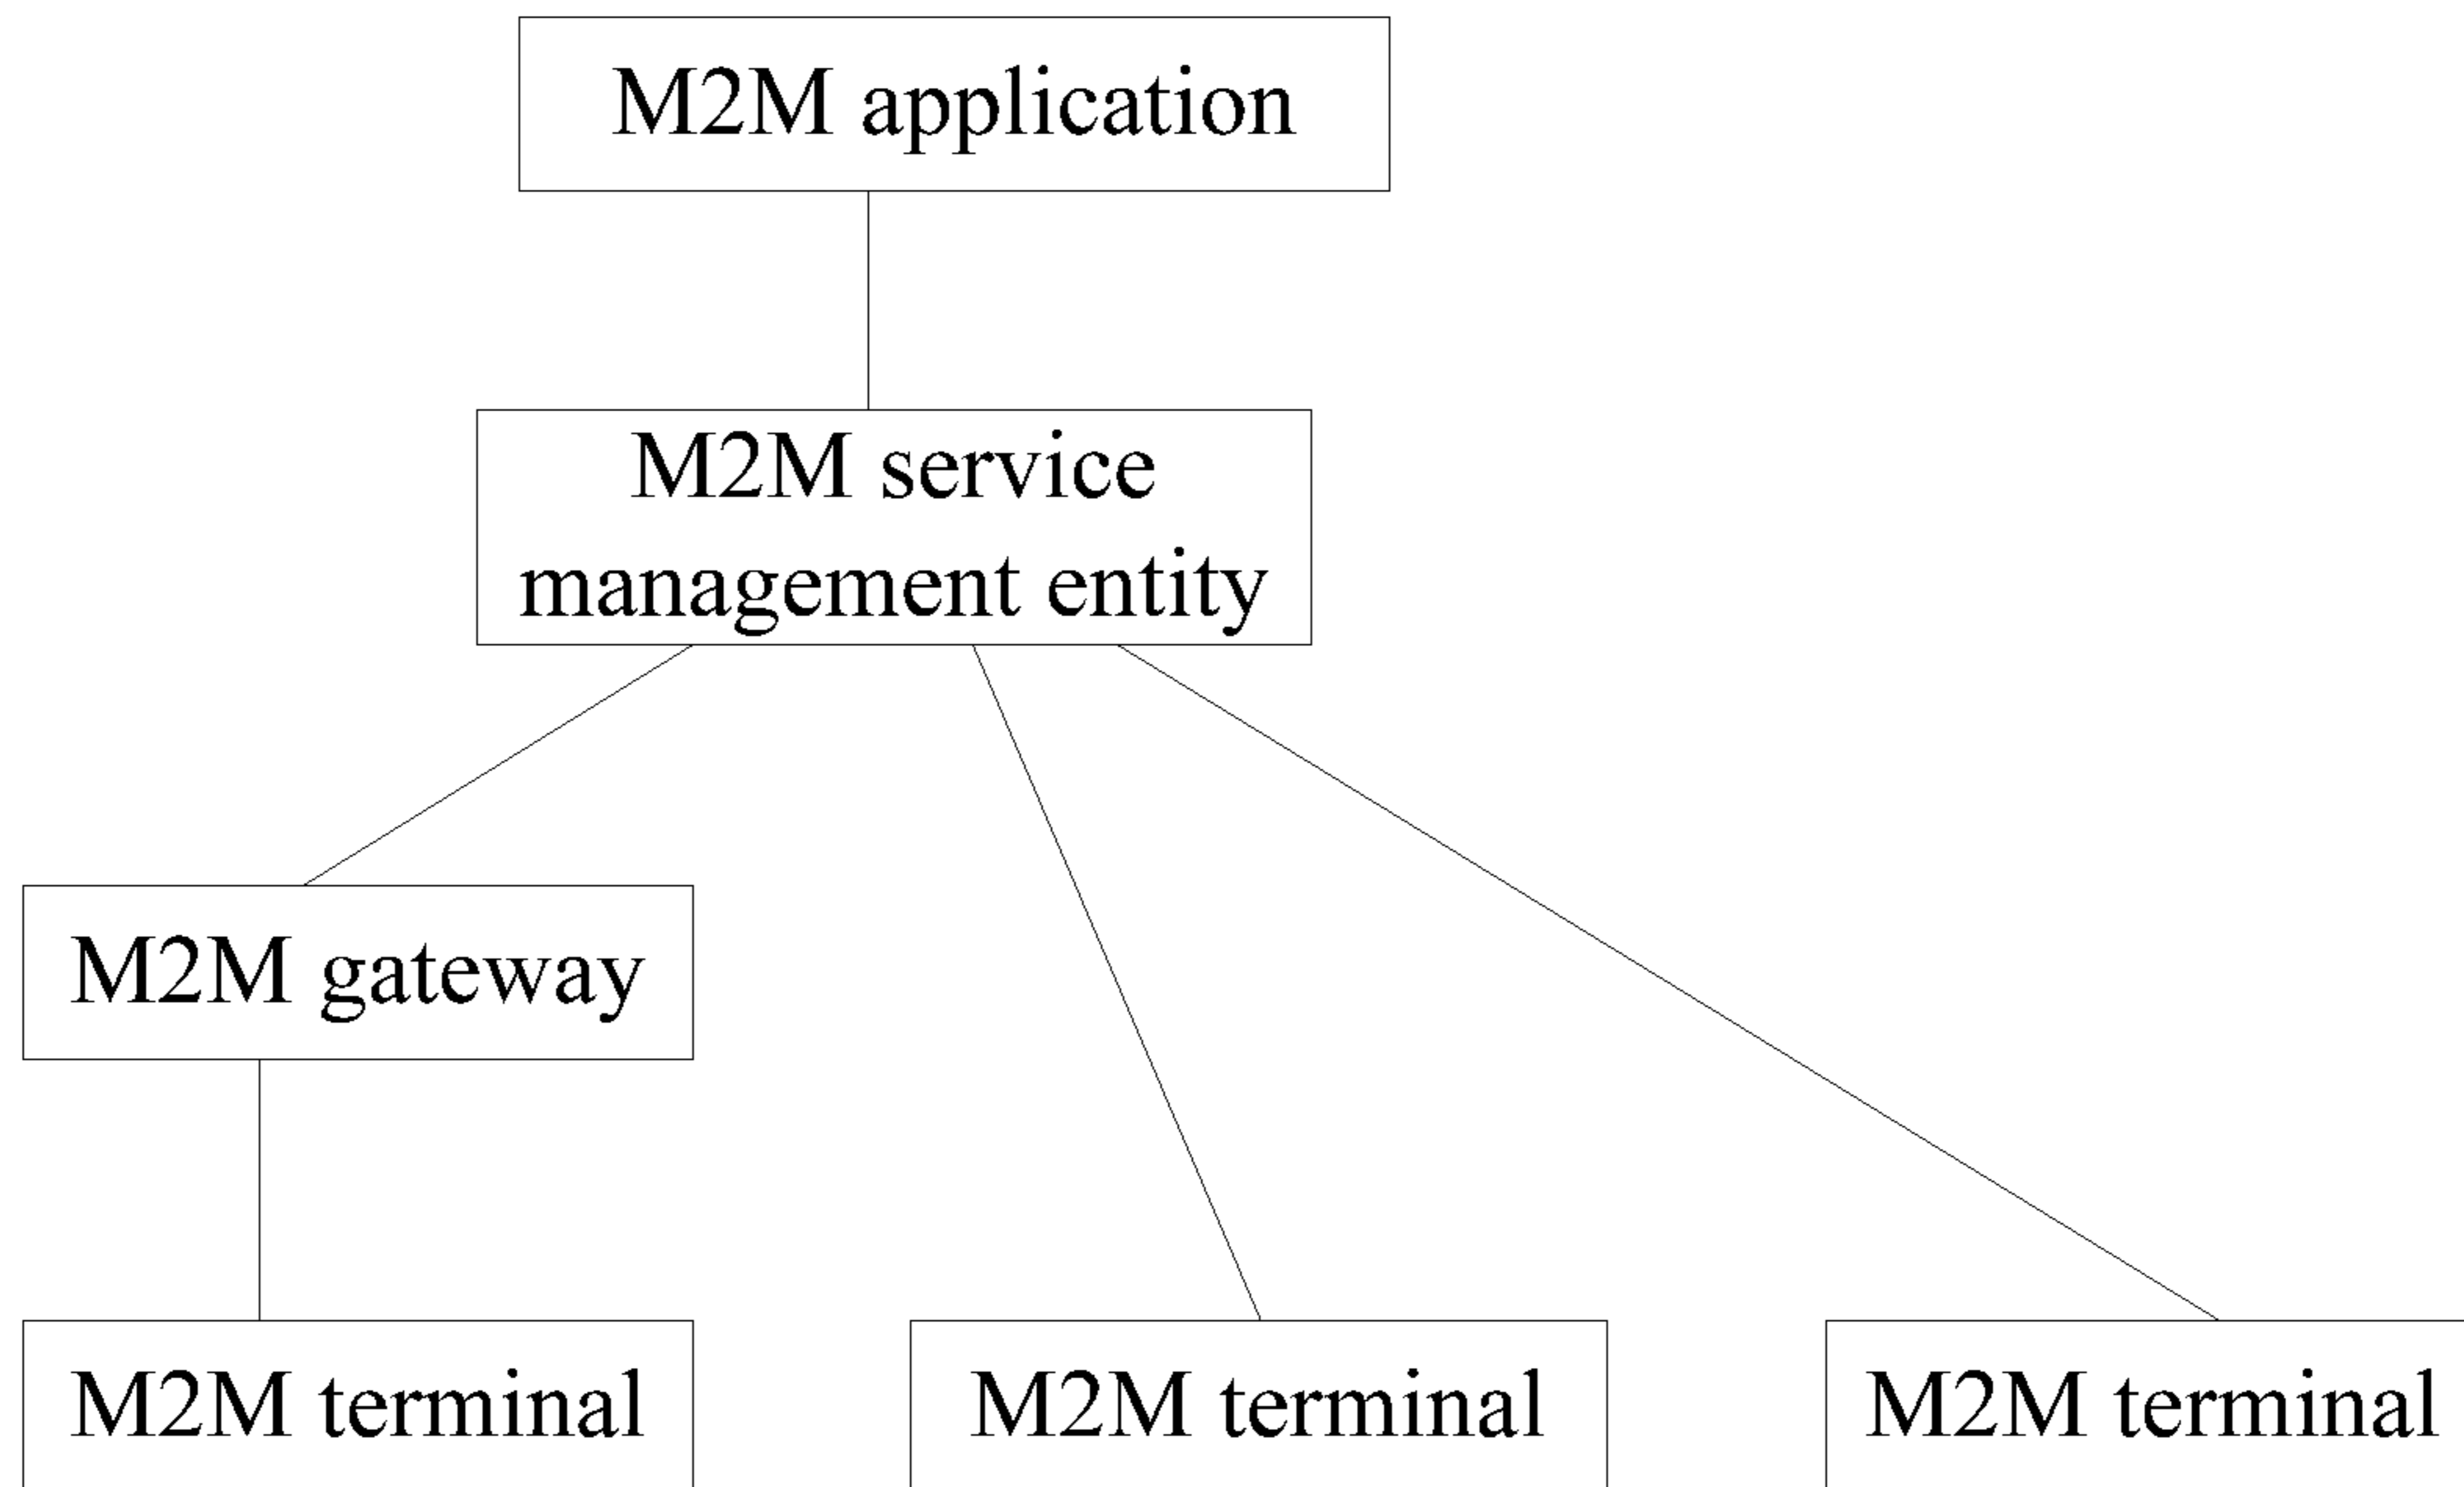 M2M application
M2M service
management entity
M2M gateway
M2M terminal
M2M terminal
M2M terminal